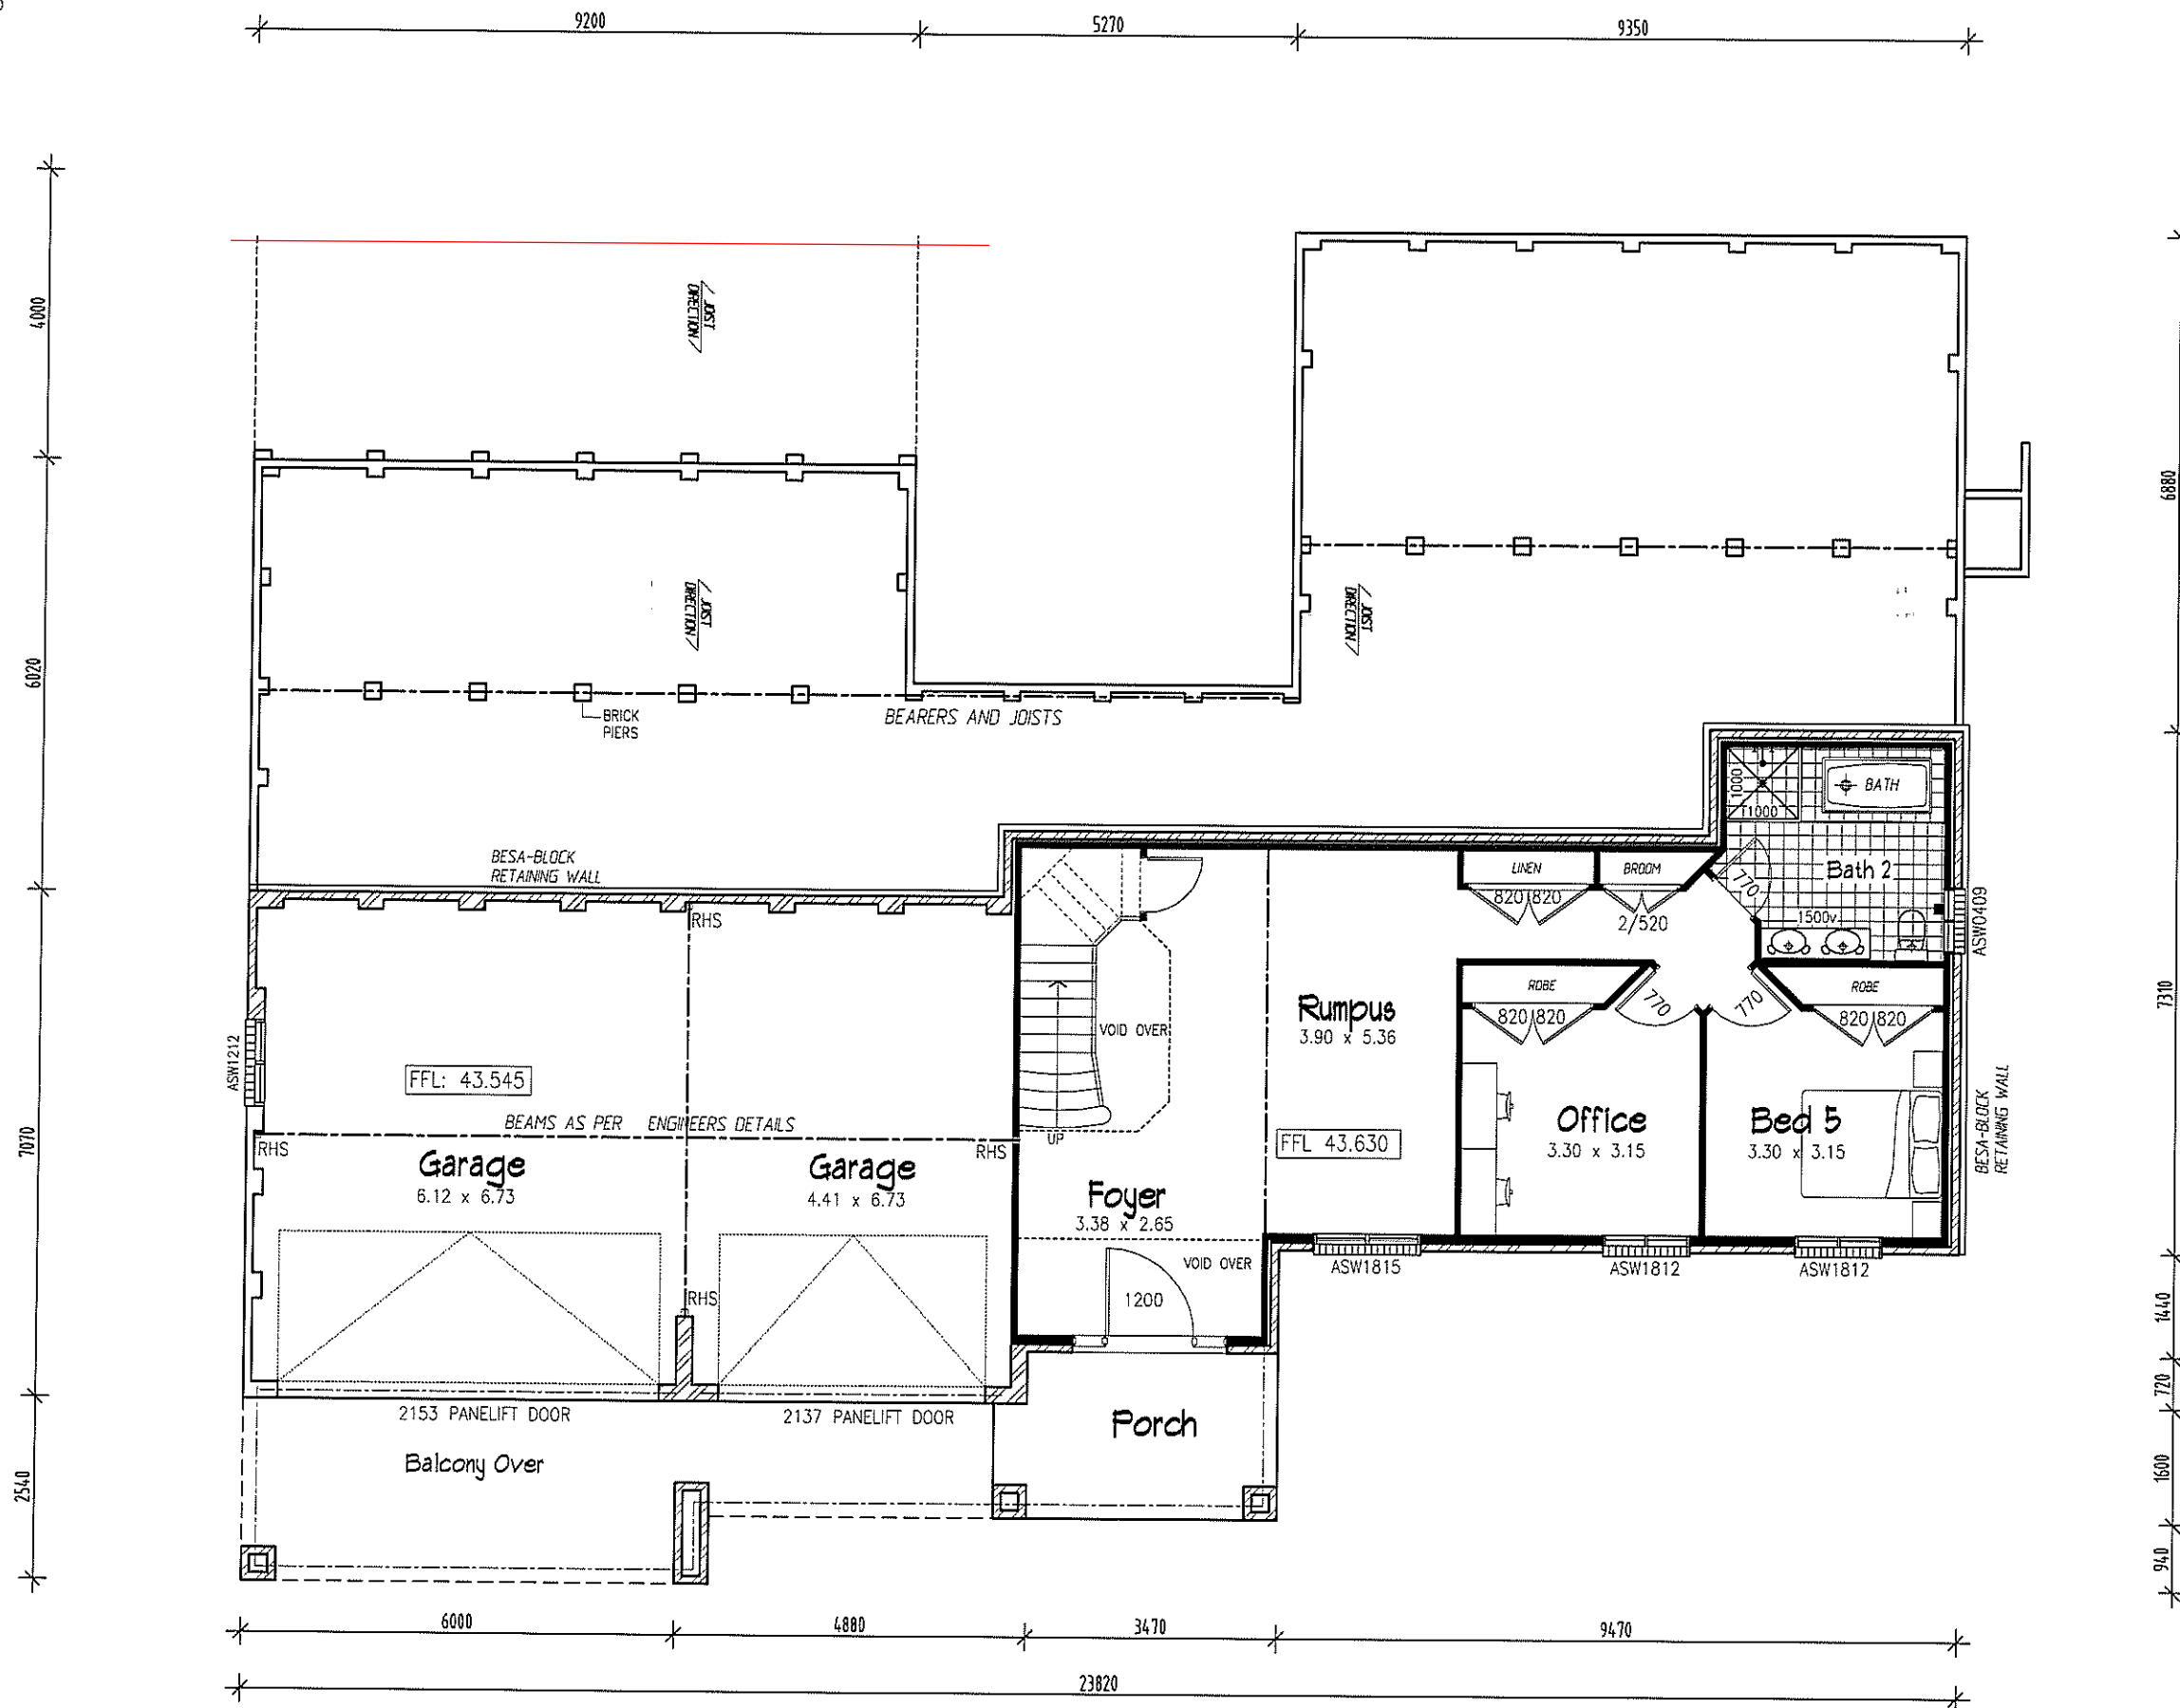 9200
5270
9350
4000
JOIST
DIRECTION
6880
JOIST
DIRECTION
JOIST
DIRECTION
6020
BRICK
PIERS
BEARERS AND JOISTS
1000
1000
BATH
BESA-BLOCK
RETAINING WALL
LINEN
BROOM
Bath 2
770
820 820
2/520
1500v
ASW0409
RHS
ROBE
770
770
ROBE
7310
820 820
820 820
VOID OVER
Rumpus
3.90 x 5.36
ASW1212
FFL: 43.545
BEAMS AS PER ENGINEERS DETAILS
UP
FFL 43.630
Office
3.30 x 3.15
Bed 5
3.30 x 3.15
BESA-BLOCK
RETAINING WALL
7070
RHS
RHS
Garage
6.12 x 6.73
Garage
4.41 x 6.73
Foyer
3.38 x 2.65
VOID OVER
ASW1815
ASW1812
ASW1812
RHS
1200
1440
720
2153 PANELIFT DOOR
2137 PANELIFT DOOR
Porch
Balcony Over
2540
1600
940
6000
4880
3470
9470
23820